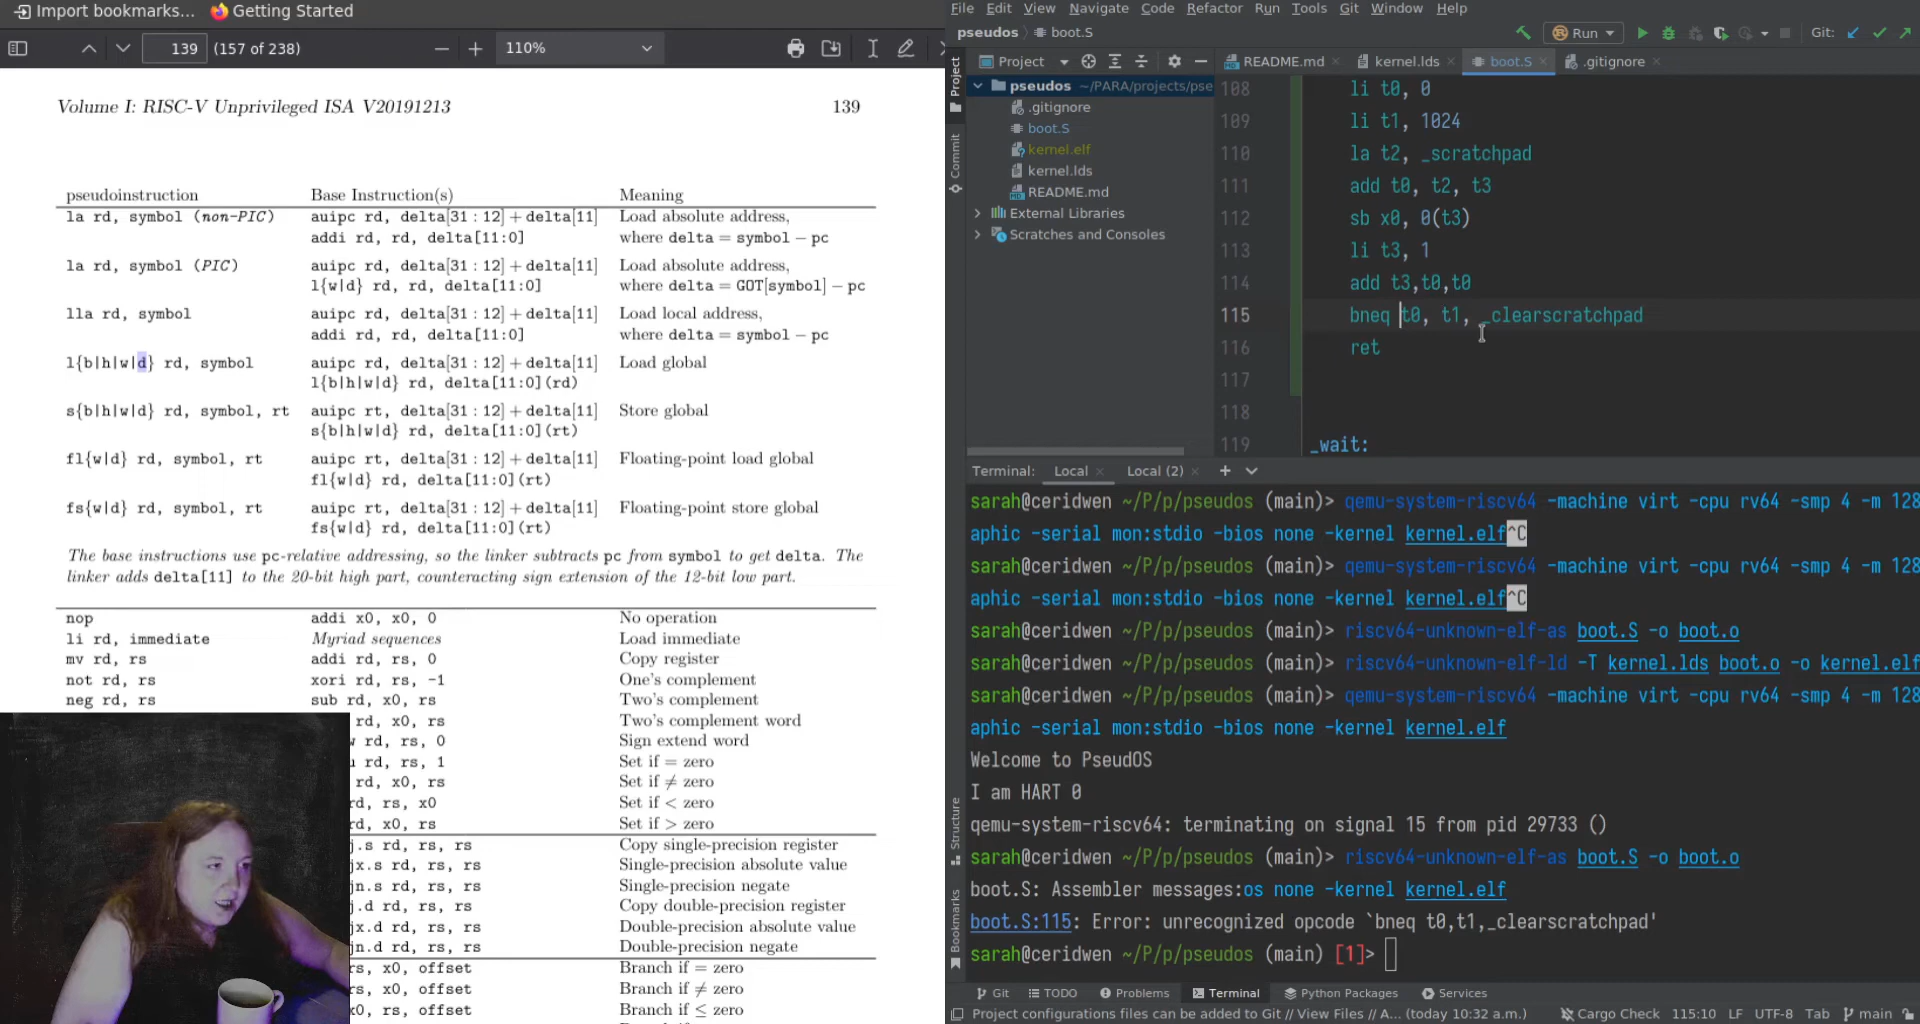 Import bookmarks...
Getting Started
139
(157 of 238)
110%
Volume I: RISC-V Unprivileged ISA V20191213
139
pseudoinstruction
Base Instruction(s)
Meaning
la rd, symbol (non-PIC)
auipc rd, delta[31 : 12] + delta[11]
Load absolute address,
addi rd, rd, delta[11:0]
where delta = symbol − pc
la rd, symbol (PIC)
auipc rd, delta[31 : 12] + delta[11]
Load absolute address,
l{w|d} rd, rd, delta[11:0]
where delta = GOT[symbol] − pc
lla rd, symbol
auipc rd, delta[31 : 12] + delta[11]
Load local address,
addi rd, rd, delta[11:0]
where delta = symbol − pc
l{b|h|w|d} rd, symbol
auipc rd, delta[31 : 12] + delta[11]
Load global
l{b|h|w|d} rd, delta[11:0](rd)
s{b|h|w|d} rd, symbol, rt
auipc rt, delta[31 : 12] + delta[11]
Store global
s{b|h|w|d} rd, delta[11:0](rt)
fl{w|d} rd, symbol, rt
auipc rt, delta[31 : 12] + delta[11]
Floating-point load global
fl{w|d} rd, delta[11:0](rt)
fs{w|d} rd, symbol, rt
auipc rt, delta[31 : 12] + delta[11]
Floating-point store global
fs{w|d} rd, delta[11:0](rt)
The base instructions use pc-relative addressing, so the linker subtracts pc from symbol to get delta. The
linker adds delta[11] to the 20-bit high part, counteracting sign extension of the 12-bit low part.
nop
addi x0, x0, 0
No operation
li rd, immediate
Myriad sequences
Load immediate
mv rd, rs
addi rd, rs, 0
Copy register
not rd, rs
xori rd, rs, -1
One's complement
neg rd, rs
sub rd, x0, rs
Two's complement
rd, x0, rs
Two's complement word
w rd, rs, 0
Sign extend word
rd, rs, 1
Set if = zero
rd, x0, rs
Set if ≠ zero
rd, rs, x0
Set if < zero
rd, x0, rs
Set if > zero
j.s rd, rs, rs
Copy single-precision register
jx.s rd, rs, rs
Single-precision absolute value
jn.s rd, rs, rs
Single-precision negate
j.d rd, rs, rs
Copy double-precision register
jx.d rd, rs, rs
Double-precision absolute value
jn.d rd, rs, rs
Double-precision negate
rs, x0, offset
Branch if = zero
rs, x0, offset
Branch if ≠ zero
x0, rs, offset
Branch if ≤ zero
File Edit View Navigate Code Refactor Run Tools Git Window Help
pseudos
boot.S
Run
Git:
Project
README.md
kernel.lds
boot.S
.gitignore
Project
Commit
pseudos ~/PARA/projects/pse
.gitignore
boot.S
kernel.elf
kernel.lds
README.md
External Libraries
Scratches and Consoles
108 li t0, 0
109 li t1, 1024
110 la t2, _scratchpad
111 add t0, t2, t3
112 sb x0, 0(t3)
113 li t3, 1
114 add t3,t0,t0
115 bneq t0, t1, _clearscratchpad
116 ret
117
118
119 _wait:
Terminal: Local Local (2)
sarah@ceridwen ~/P/p/pseudos (main)> qemu-system-riscv64 -machine virt -cpu rv64 -smp 4 -m 128
aphic -serial mon:stdio -bios none -kernel kernel.elf^C
sarah@ceridwen ~/P/p/pseudos (main)> qemu-system-riscv64 -machine virt -cpu rv64 -smp 4 -m 128
aphic -serial mon:stdio -bios none -kernel kernel.elf^C
sarah@ceridwen ~/P/p/pseudos (main)> riscv64-unknown-elf-as boot.S -o boot.o
sarah@ceridwen ~/P/p/pseudos (main)> riscv64-unknown-elf-ld -T kernel.lds boot.o -o kernel.elf
sarah@ceridwen ~/P/p/pseudos (main)> qemu-system-riscv64 -machine virt -cpu rv64 -smp 4 -m 128
aphic -serial mon:stdio -bios none -kernel kernel.elf
Welcome to PseudOS
I am HART 0
qemu-system-riscv64: terminating on signal 15 from pid 29733 ()
sarah@ceridwen ~/P/p/pseudos (main)> riscv64-unknown-elf-as boot.S -o boot.o
boot.S: Assembler messages:os none -kernel kernel.elf
boot.S:115: Error: unrecognized opcode `bneq t0,t1,_clearscratchpad'
sarah@ceridwen ~/P/p/pseudos (main) [1]>
Structure
Bookmarks
Git TODO Problems Terminal Python Packages Services
Project configurations files can be added to Git // View Files // A... (today 10:32 a.m.)
Cargo Check 115:10 LF UTF-8 Tab main